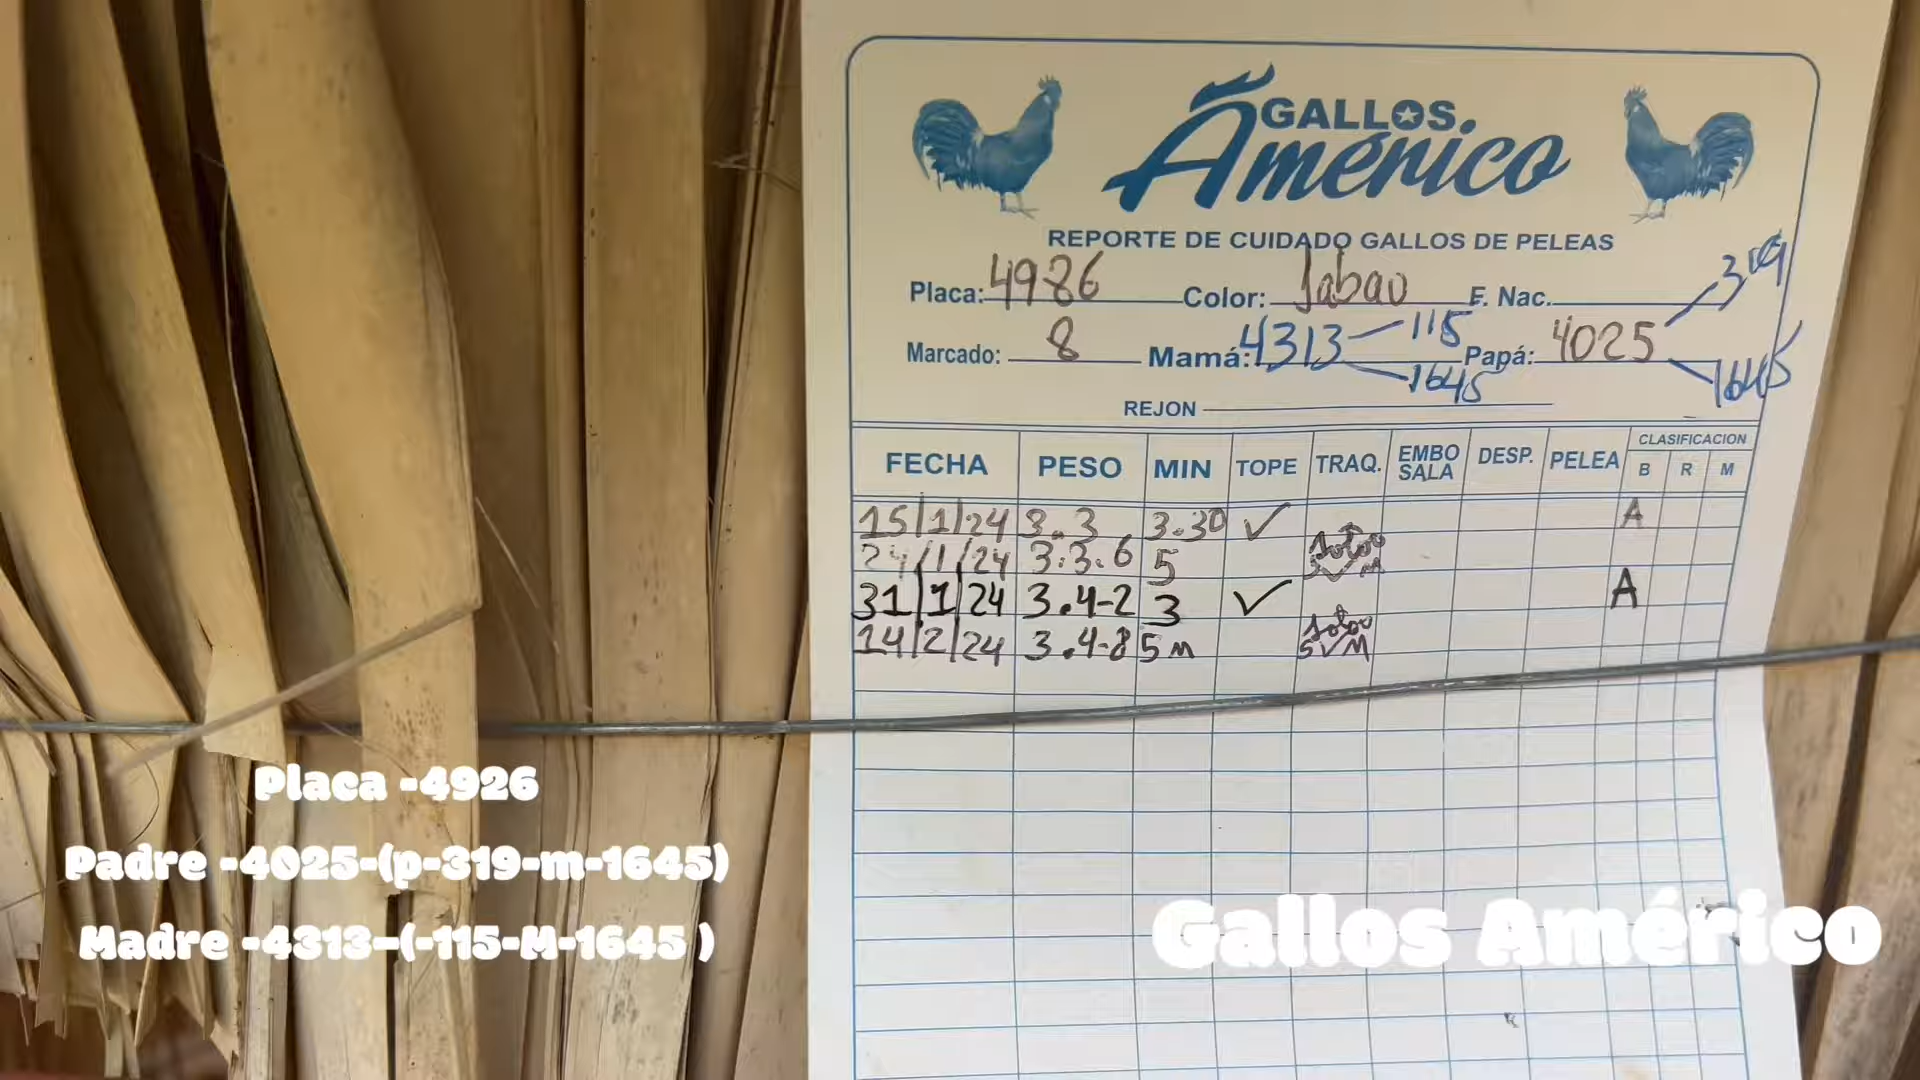 GALLOS
Américo
REPORTE DE CUIDADO GALLOS DE PELEAS
Placa: 4986 Color: Jabao F. Nac. 319
Marcado: 8 Mamá: 4313 115 1645 Papá: 4025 1645
REJON
FECHA PESO MIN TOPE TRAQ. EMBO SALA DESP. PELEA CLASIFICACION B R M
15/1/24 3.3 3.30 ✓ A
24/1/24 3.3.6 5
31/1/24 3.4-2 3 ✓ A
14/2/24 3.4-8 5 M 5 M
Placa -4926
Padre -4025-(p-319-m-1645)
Madre -4313-(-115-M-1645 )
Gallos Américo